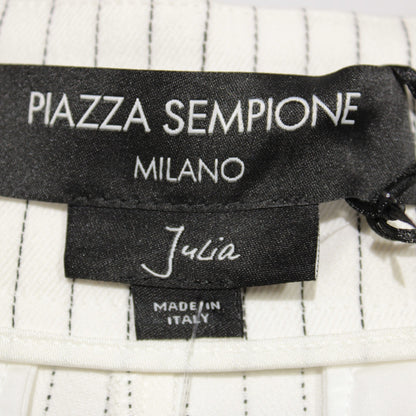 PIAZZA SEMPIONE
MILANO
Julia
MADE IN
ITALY